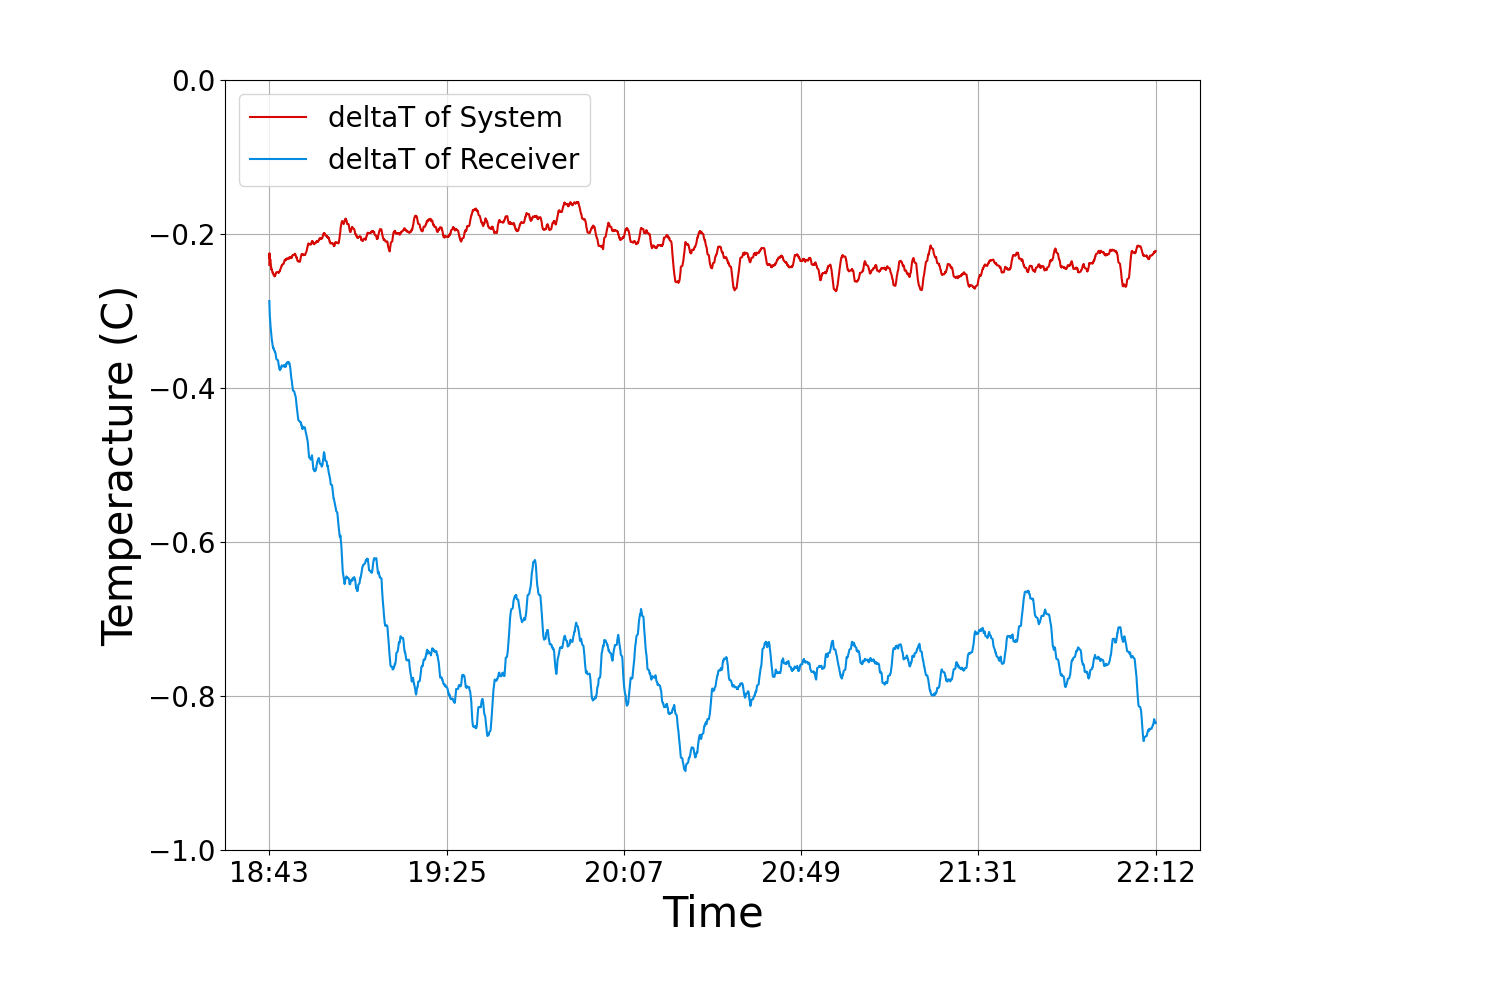 0.0
deltaT of System
deltaT of Receiver
−0.2
−0.4
−0.6
−0.8
−1.0
Temperacture (C)
18:43 19:25 20:07 20:49 21:31 22:12
Time